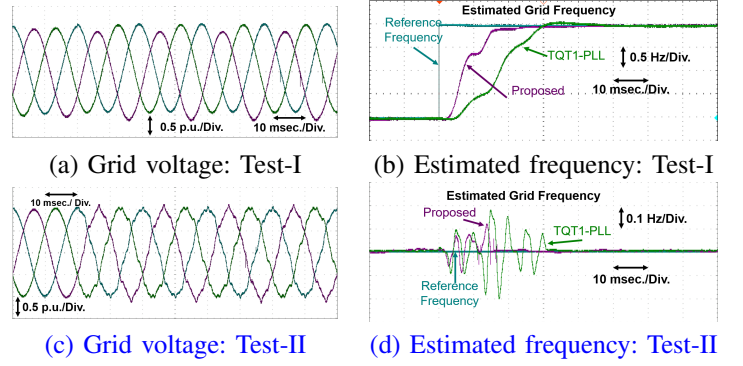 0.5 p.u./Div.
10 msec./Div.
(a) Grid voltage: Test-I
Estimated Grid Frequency
Reference
Frequency
TQT1-PLL
Proposed
0.5 Hz/Div.
10 msec./Div.
(b) Estimated frequency: Test-I
10 msec./ Div.
0.5 p.u./Div.
(c) Grid voltage: Test-II
Estimated Grid Frequency
Proposed
TQT1-PLL
0.1 Hz/Div.
Reference
Frequency
10 msec./Div.
(d) Estimated frequency: Test-II